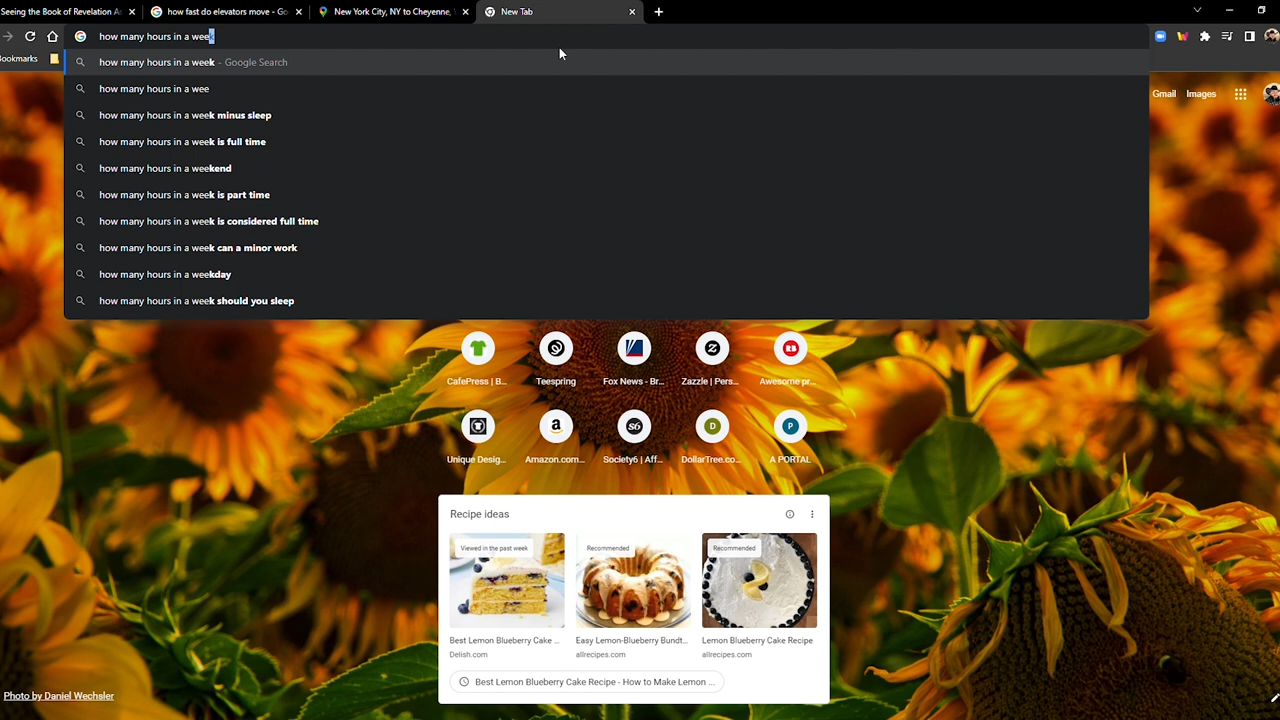 Seeing the Book of Revelation As
how fast do elevators move - Go
New York City, NY to Cheyenne,
New Tab
how many hours in a week
ookmarks
how many hours in a week - Google Search
how many hours in a wee
how many hours in a week minus sleep
how many hours in a week is full time
how many hours in a weekend
how many hours in a week is part time
how many hours in a week is considered full time
how many hours in a week can a minor work
how many hours in a weekday
how many hours in a week should you sleep
Gmail Images
CafePress | B...
Teespring
Fox News - Br...
Zazzle | Pers...
Awesome pr...
Unique Desig...
Amazon.com...
Society6 | Aff...
DollarTree.co...
A PORTAL
Recipe ideas
Viewed in the past week
Recommended
Recommended
Best Lemon Blueberry Cake ...
Easy Lemon-Blueberry Bundt...
Lemon Blueberry Cake Recipe
Delish.com
allrecipes.com
allrecipes.com
Best Lemon Blueberry Cake Recipe - How to Make Lemon ...
Photo by Daniel Wechsler